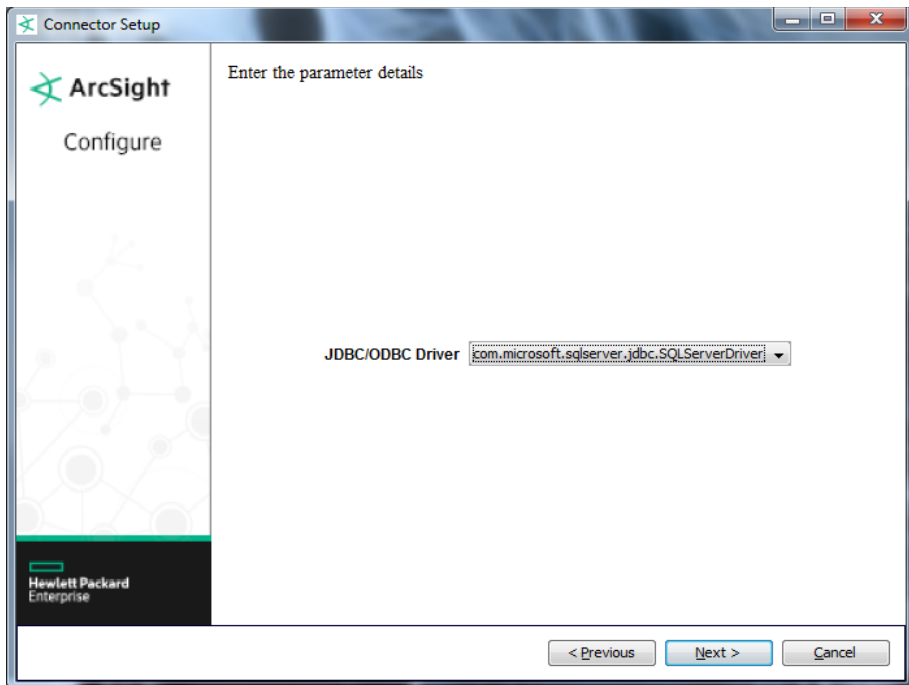 Connector Setup
ArcSight
Configure
Enter the parameter details
JDBC/ODBC Driver com.microsoft.sqlserver.jdbc.SQLServerDriver
Hewlett Packard
Enterprise
< Previous Next > Cancel